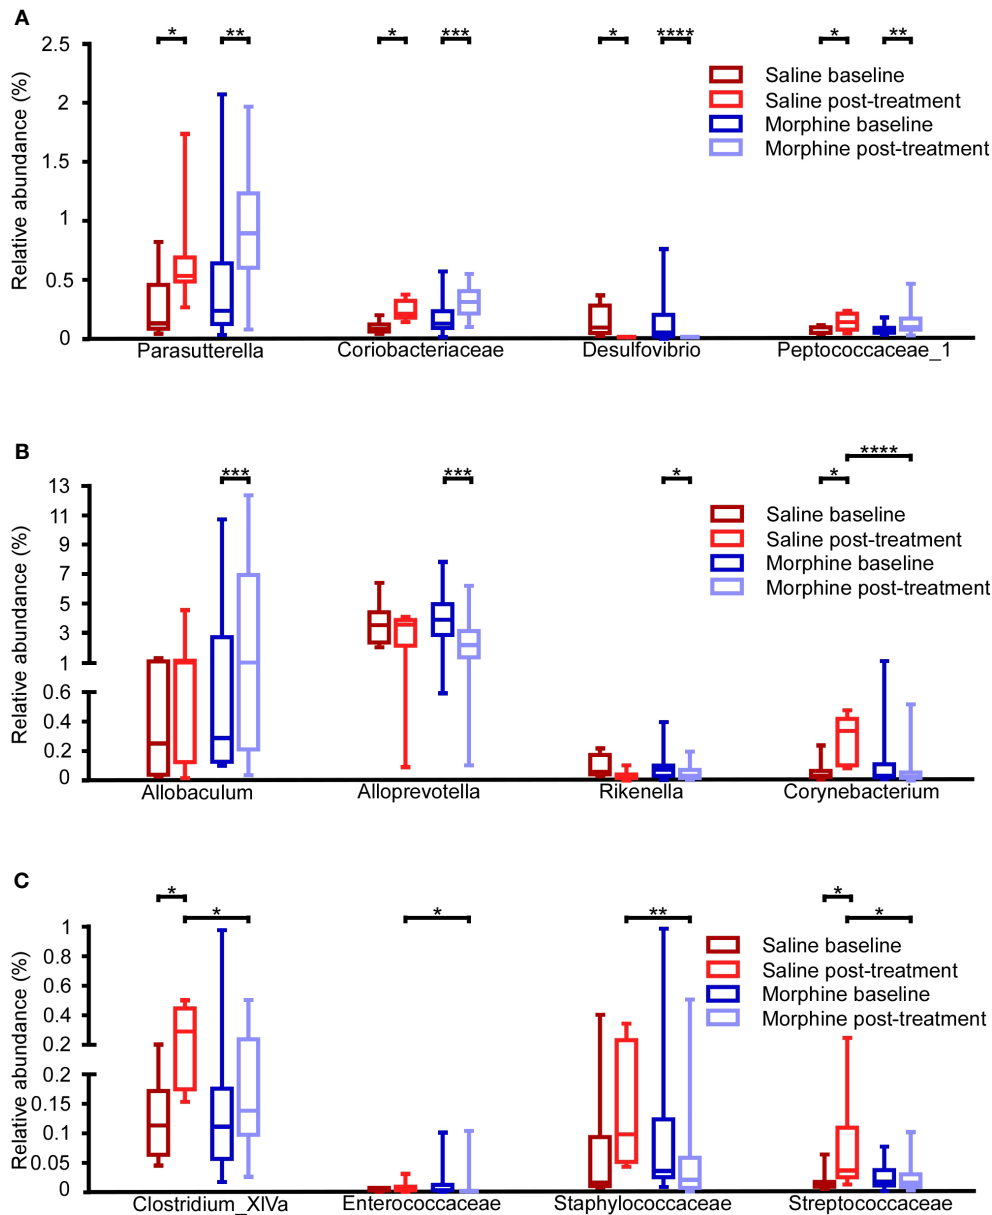 A
* ** * *** * **** * **
2.5
2
1.5
1
0.5
0
Relative abundance (%)
Saline baseline
Saline post-treatment
Morphine baseline
Morphine post-treatment
Parasutterella Coriobacteriaceae Desulfovibrio Peptococcaceae_1
B
****
*** *** * *
13
11
9
7
5
3
1
0.6
0.4
0.2
0
Relative abundance (%)
Saline baseline
Saline post-treatment
Morphine baseline
Morphine post-treatment
Allobaculum Alloprevotella Rikenella Corynebacterium
C
* *
* * ** *
1
0.8
0.6
0.4
0.2
0.2
0.15
0.1
0.05
0
Relative abundance (%)
Saline baseline
Saline post-treatment
Morphine baseline
Morphine post-treatment
Clostridium_XIVa Enterococcaceae Staphylococcaceae Streptococcaceae